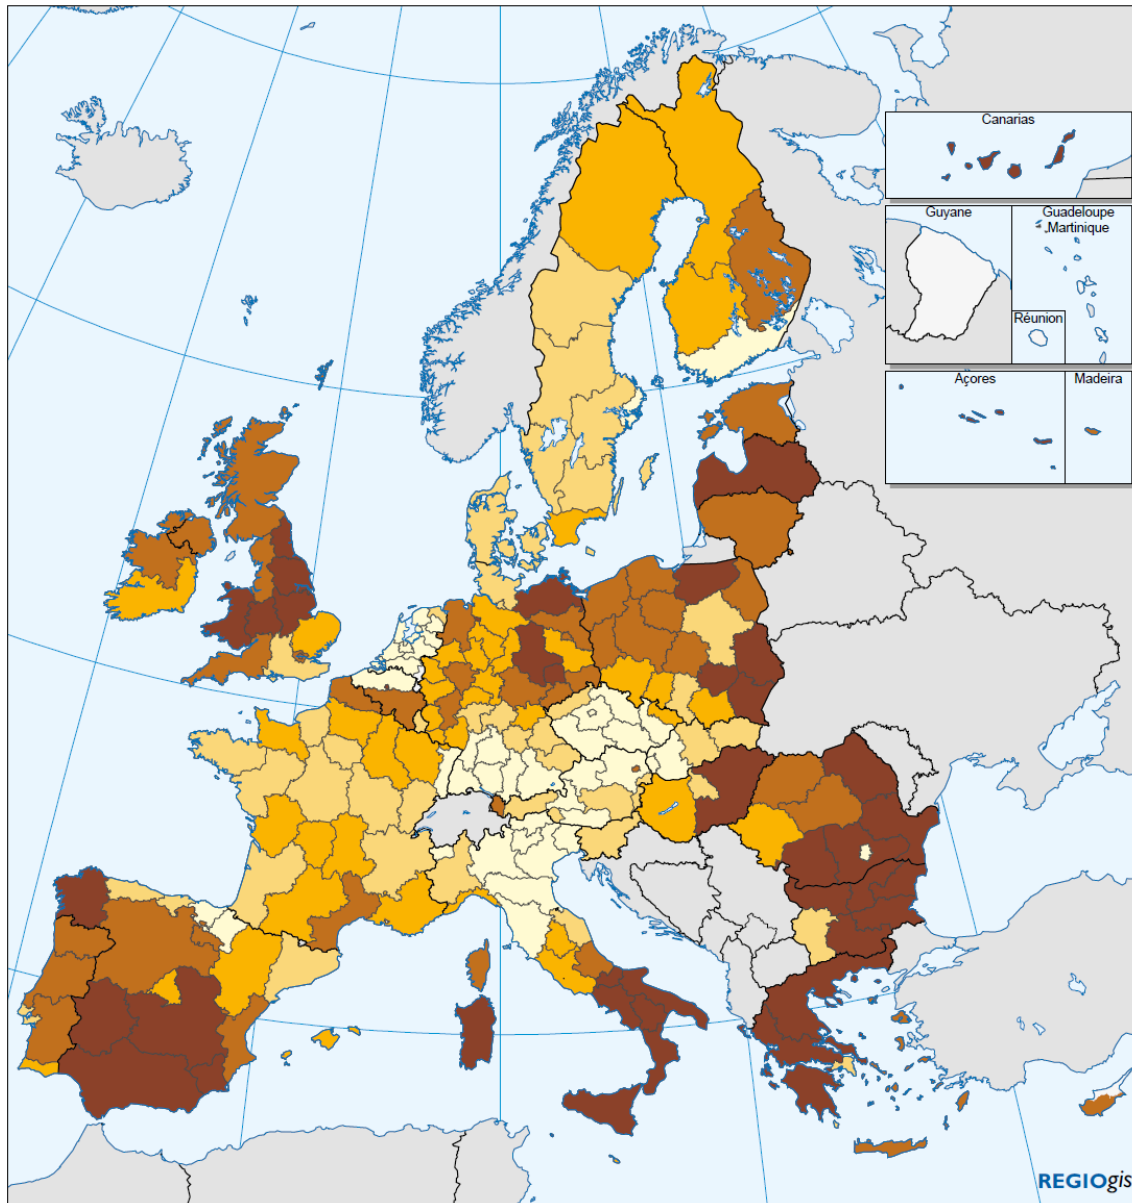 Canarias
Guyane
Guadeloupe
Martinique
Réunion
Açores
Madeira
REGIOgis